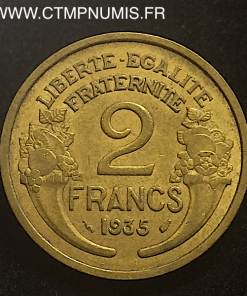 WWW.CTMPNUMIS.FR
LIBERTE · EGALITE
FRATERNITE
2
FRANCS
1935